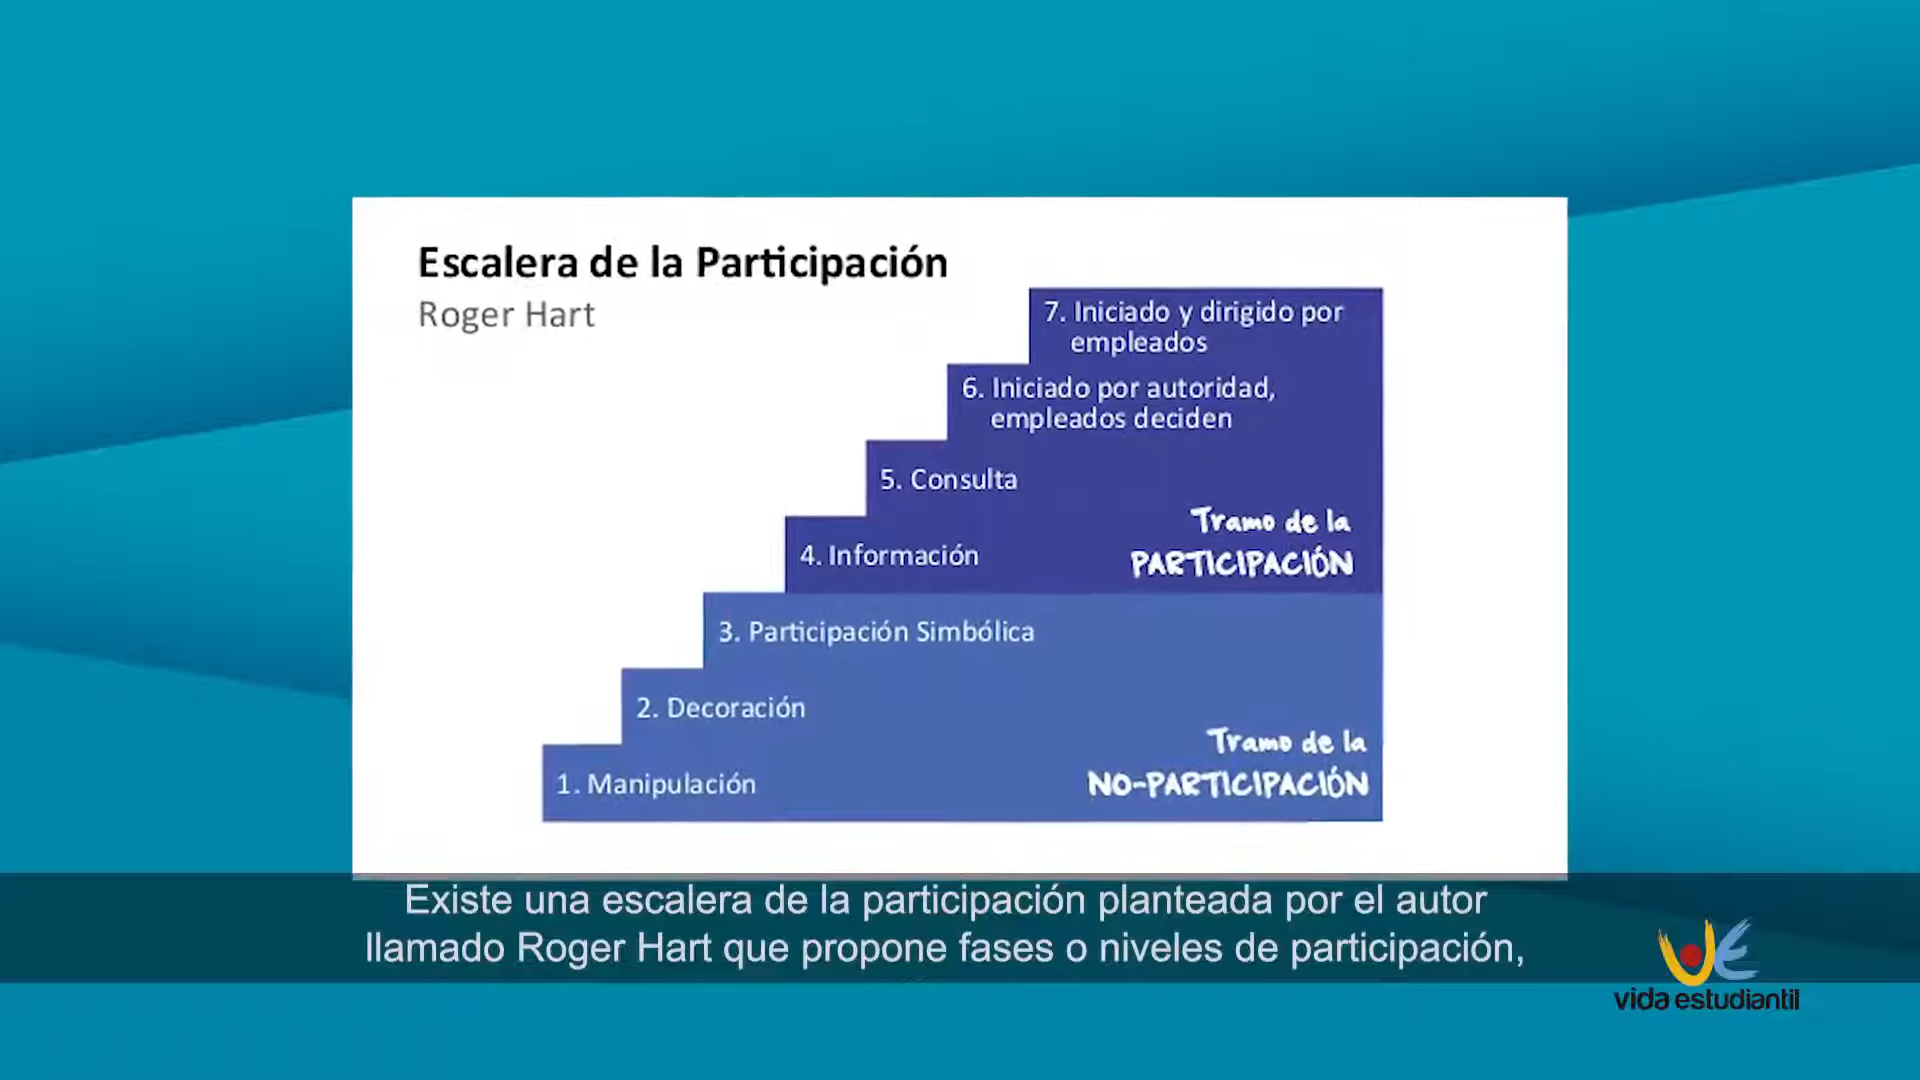 Escalera de la Participación
Roger Hart
7. Iniciado y dirigido por
empleados
6. Iniciado por autoridad,
empleados deciden
5. Consulta
Tramo de la
PARTICIPACIÓN
4. Información
3. Participación Simbólica
2. Decoración
Tramo de la
NO-PARTICIPACIÓN
1. Manipulación
Existe una escalera de la participación planteada por el autor
llamado Roger Hart que propone fases o niveles de participación,
vida estudiantil